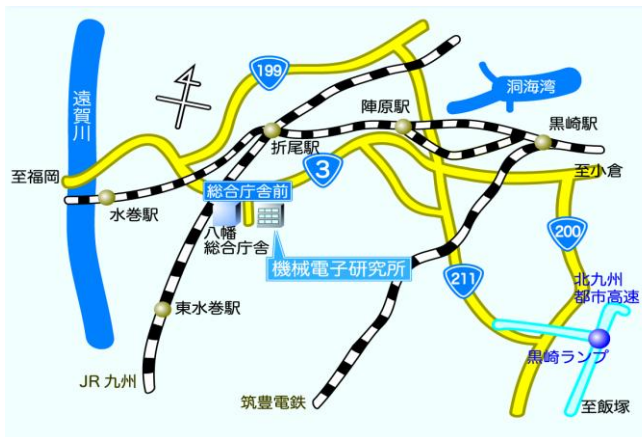 199
洞海湾
遠賀川
陣原駅
黒崎駅
折尾駅
3
至福岡
至小倉
総合庁舎前
水巻駅
八幡
総合庁舎
200
機械電子研究所
211
北九州
都市高速
東水巻駅
黒崎ランプ
JR九州
筑豊電鉄
至飯塚